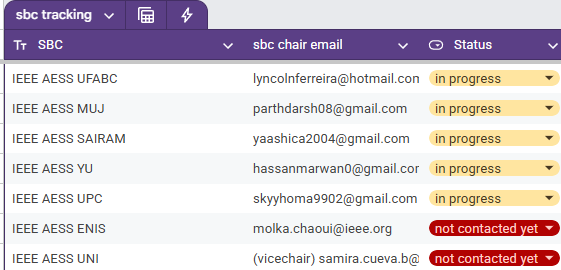 sbc tracking
SBC sbc chair email Status
IEEE AESS UFABC lyncolnferreira@hotmail.con in progress
IEEE AESS MUJ parthdarsh08@gmail.com in progress
IEEE AESS SAIRAM yaashica2004@gmail.com in progress
IEEE AESS YU hassanmarwan0@gmail.cor in progress
IEEE AESS UPC skyyhoma9902@gmail.com in progress
IEEE AESS ENIS molka.chaoui@ieee.org not contacted yet
IEEE AESS UNI (vicechair) samira.cueva.b@ not contacted yet